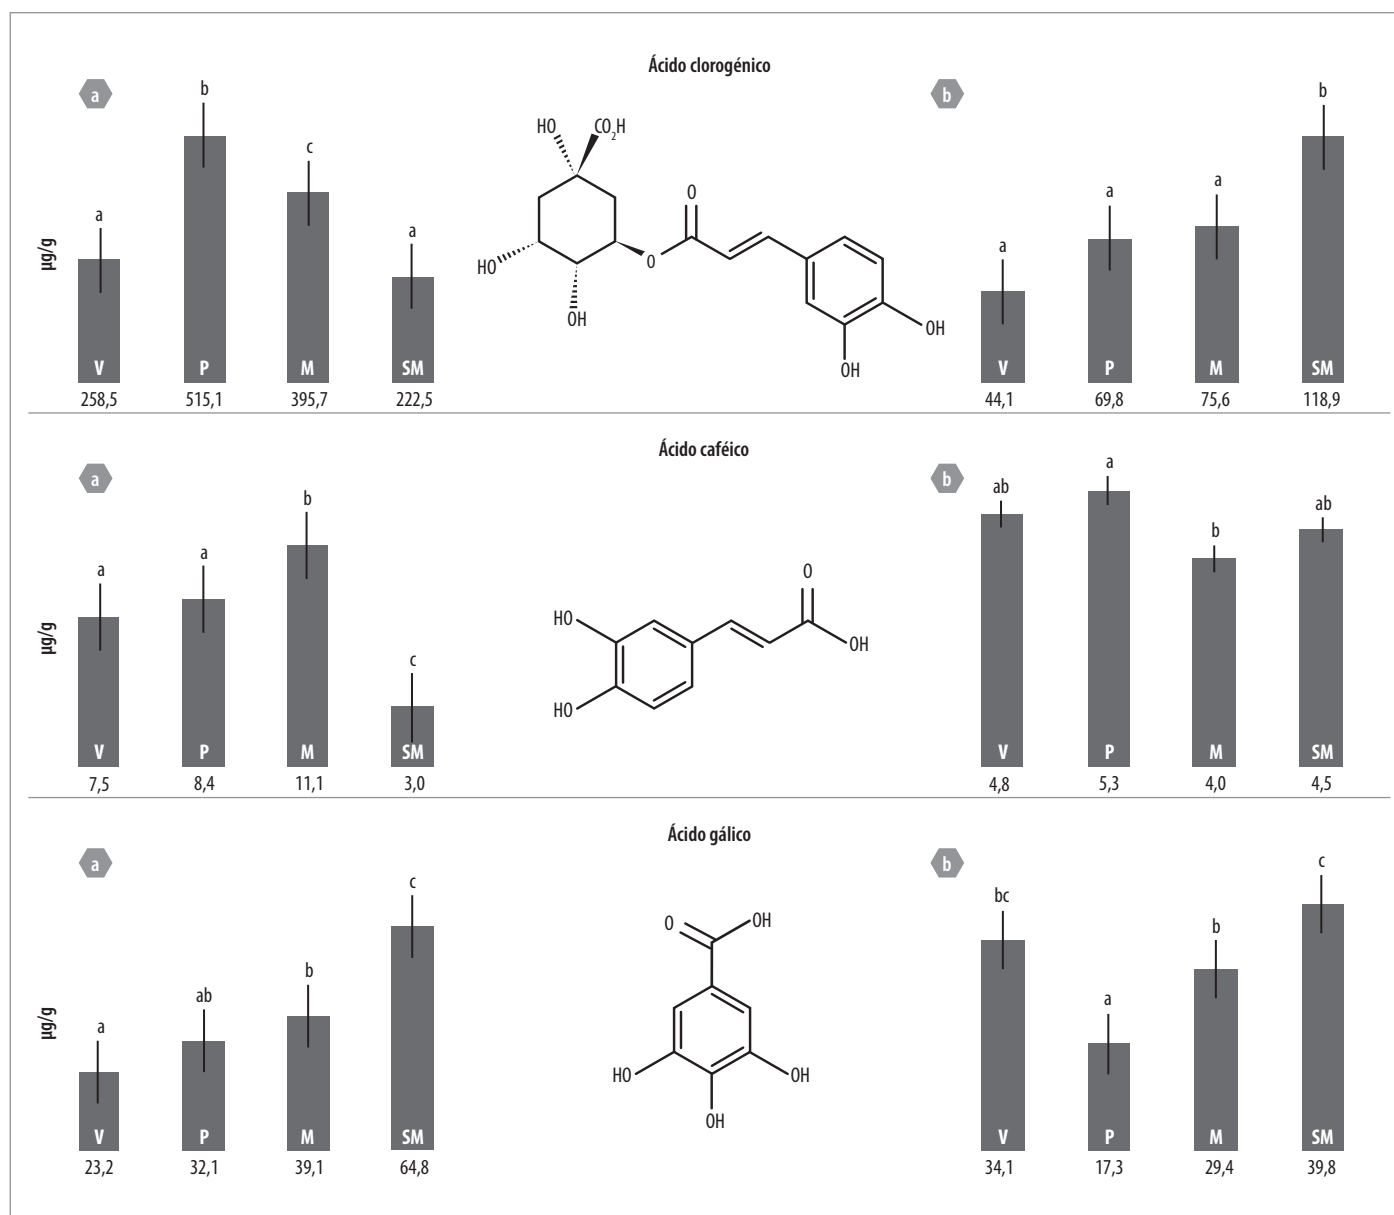 Ácido clorogénico
a
b
µg/g
a
b
c
a
V
P
M
SM
258,5
515,1
395,7
222,5
HO
CO2H
O
HO
O
OH
OH
OH
a
a
a
b
V
P
M
SM
44,1
69,8
75,6
118,9
Ácido caféico
a
b
µg/g
a
a
b
c
V
P
M
SM
7,5
8,4
11,1
3,0
O
HO
OH
HO
ab
a
b
ab
V
P
M
SM
4,8
5,3
4,0
4,5
Ácido gálico
a
b
µg/g
a
ab
b
c
V
P
M
SM
23,2
32,1
39,1
64,8
O
OH
HO
OH
OH
bc
a
b
c
V
P
M
SM
34,1
17,3
29,4
39,8